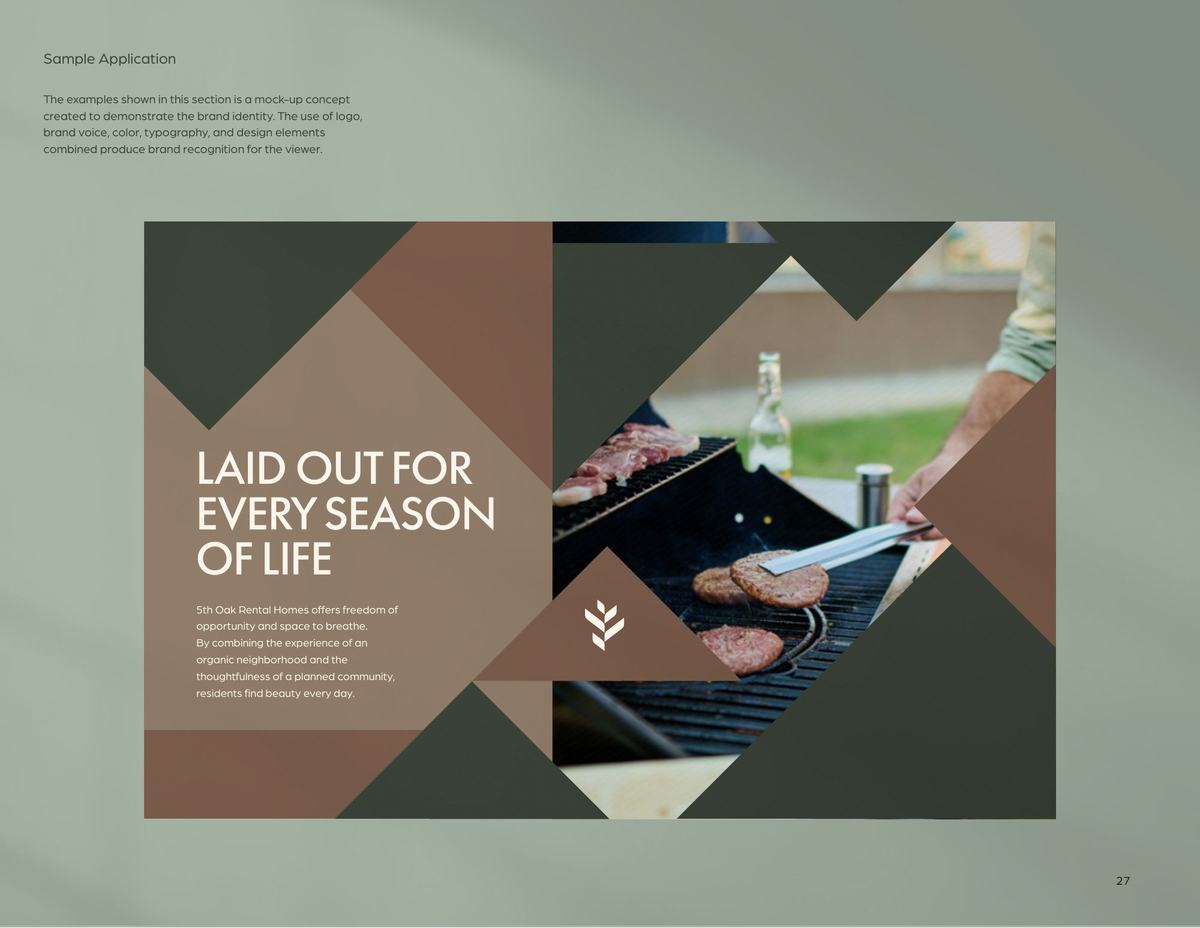 Sample Application
The examples shown in this section is a mock-up concept
created to demonstrate the brand identity. The use of logo,
brand voice, color, typography, and design elements
combined produce brand recognition for the viewer.
LAID OUT FOR
EVERY SEASON
OF LIFE
5th Oak Rental Homes offers freedom of
opportunity and space to breathe.
By combining the experience of an
organic neighborhood and the
thoughtfulness of a planned community,
residents find beauty every day.
27